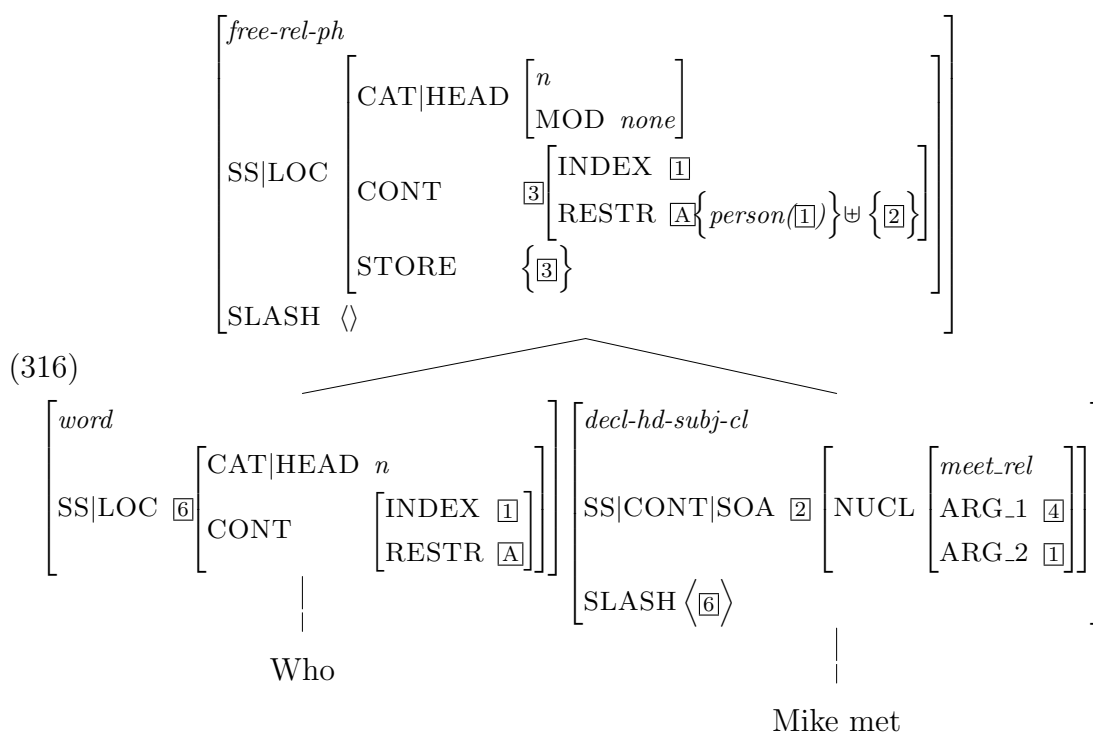 free-rel-ph
SS|LOC
CAT|HEAD
n
MOD none
CONT
3
INDEX 1
RESTR A{person(1)} ⊎ {2}
STORE {3}
SLASH ⟨⟩
(316)
word
SS|LOC 6
CAT|HEAD n
CONT
INDEX 1
RESTR A
Who
decl-hd-subj-cl
SS|CONT|SOA 2
NUCL
meet_rel
ARG_1 4
ARG_2 1
SLASH ⟨6⟩
Mike met